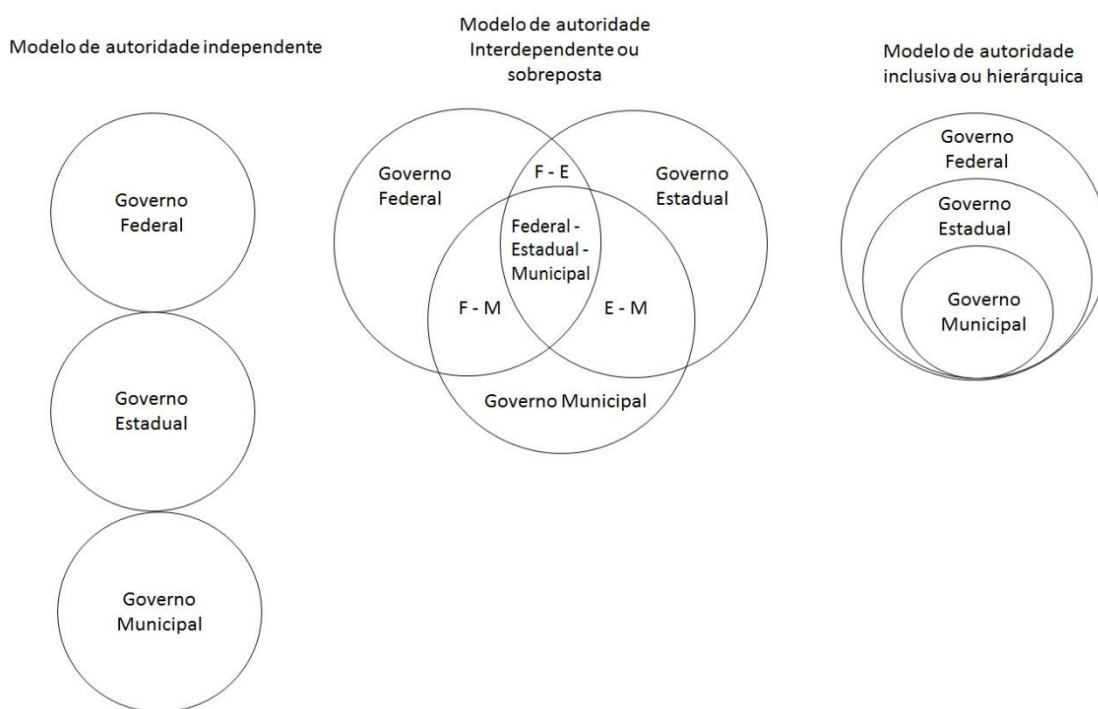 Modelo de autoridade independente
Governo
Federal
Governo
Estadual
Governo
Municipal
Modelo de autoridade
Interdependente ou
sobreposta
Governo
Federal
F - E
Governo
Estadual
Federal -
Estadual -
Municipal
F - M
E - M
Governo Municipal
Modelo de autoridade
inclusiva ou hierárquica
Governo
Federal
Governo
Estadual
Governo
Municipal